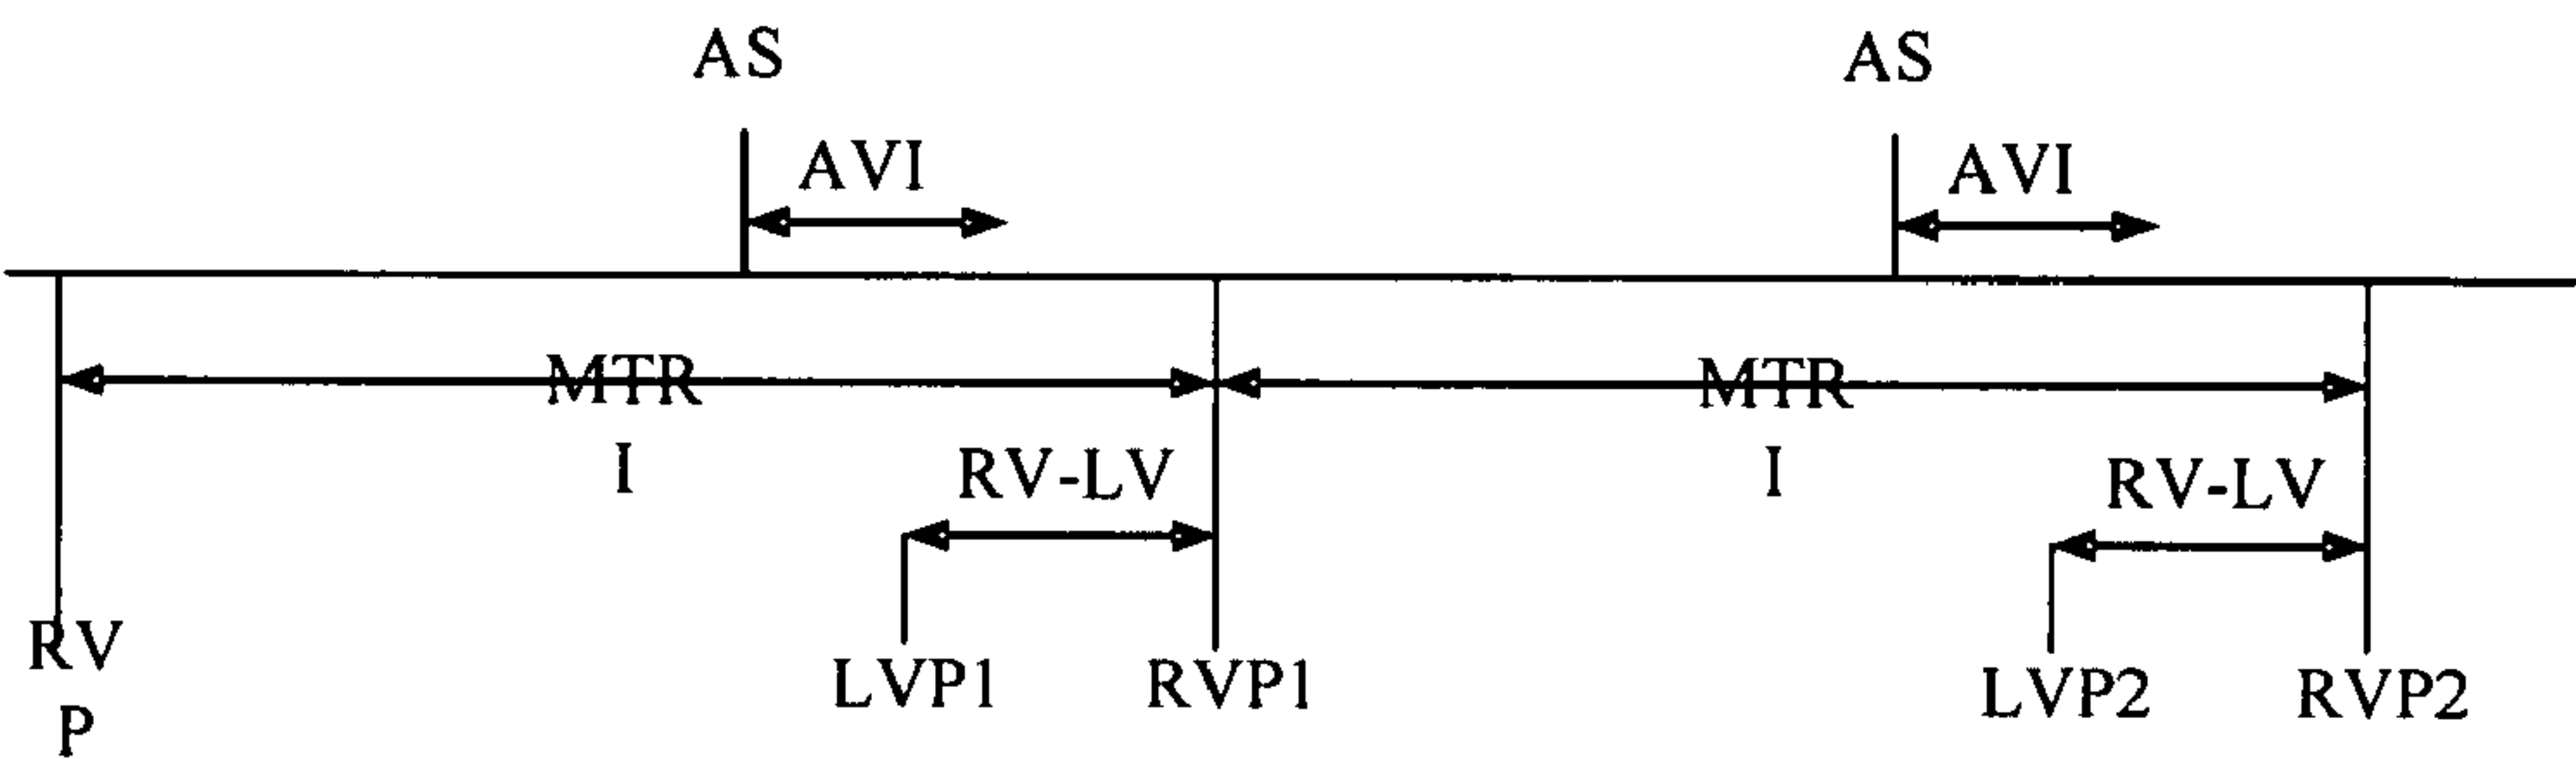 AS
AS
AVI
AVI
MTR
I
MTR
I
RV-LV
RV-LV
RV
P
LVP1
RVP1
LVP2
RVP2